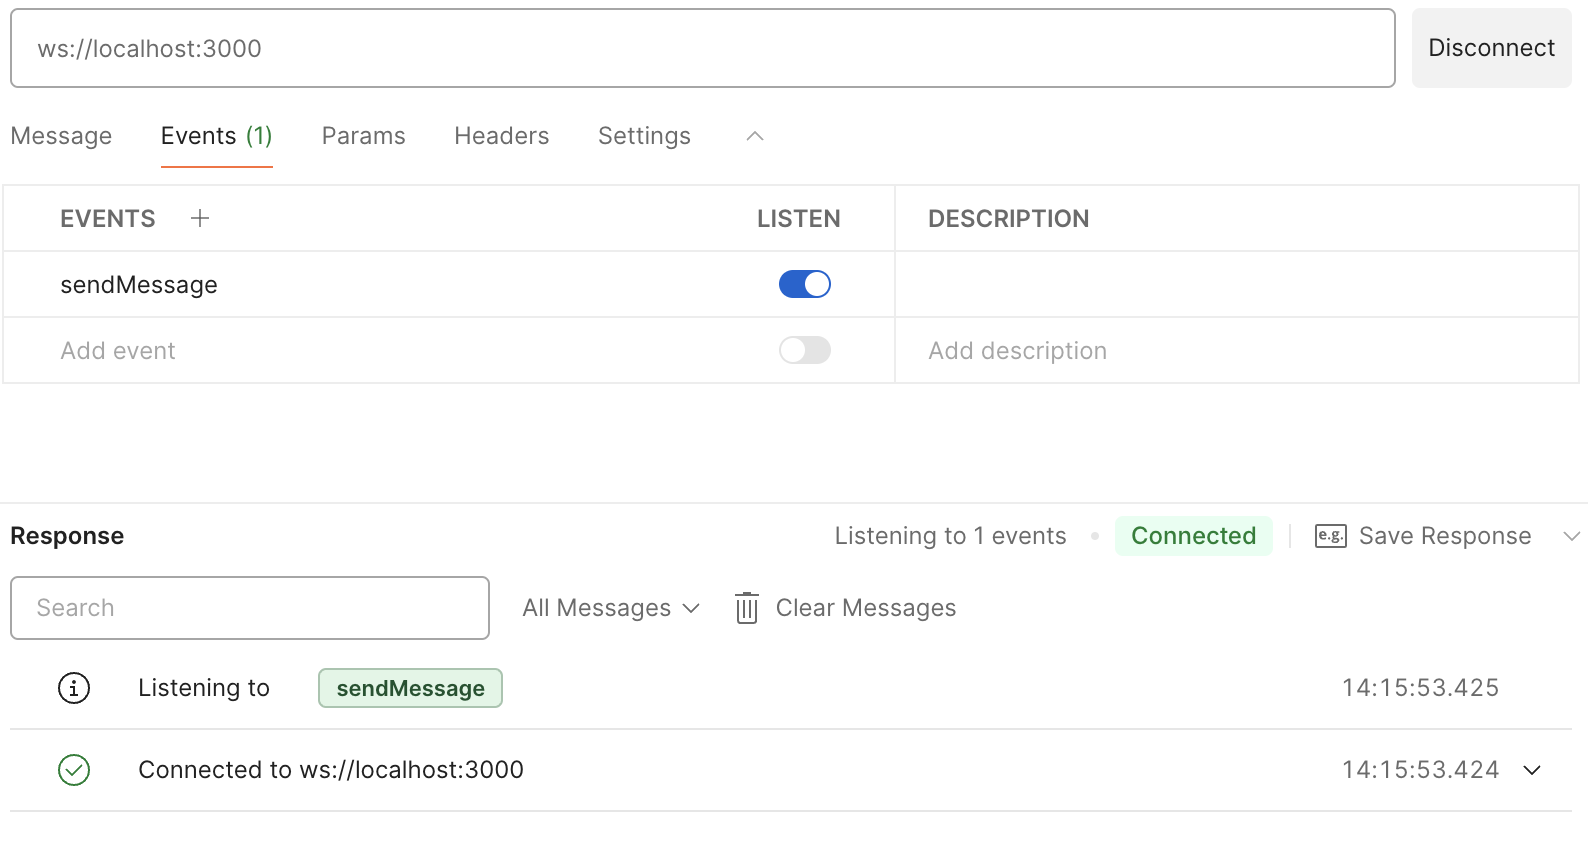 ws://localhost:3000
Disconnect
Message Events (1) Params Headers Settings
EVENTS + LISTEN DESCRIPTION
sendMessage
Add event Add description
Response Listening to 1 events Connected e.g. Save Response
Search All Messages Clear Messages
Listening to sendMessage 14:15:53.425
Connected to ws://localhost:3000 14:15:53.424